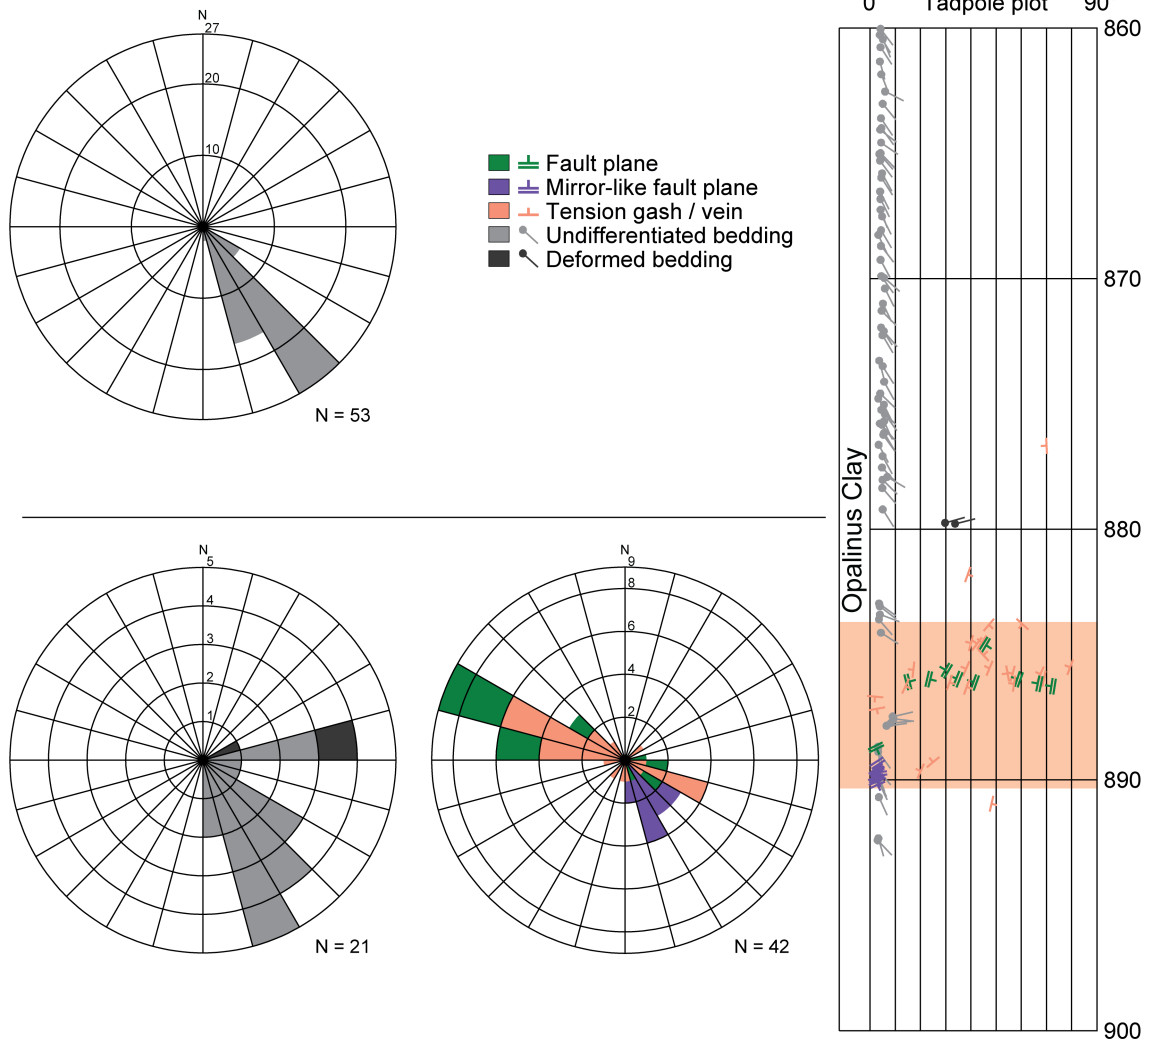 0 Tadpole plot 90
N
27
20
10
N = 53
Fault plane
Mirror-like fault plane
Tension gash / vein
Undifferentiated bedding
Deformed bedding
N
5
4
3
2
1
N = 21
N
9
8
6
4
2
N = 42
Opalinus Clay
860
870
880
890
900